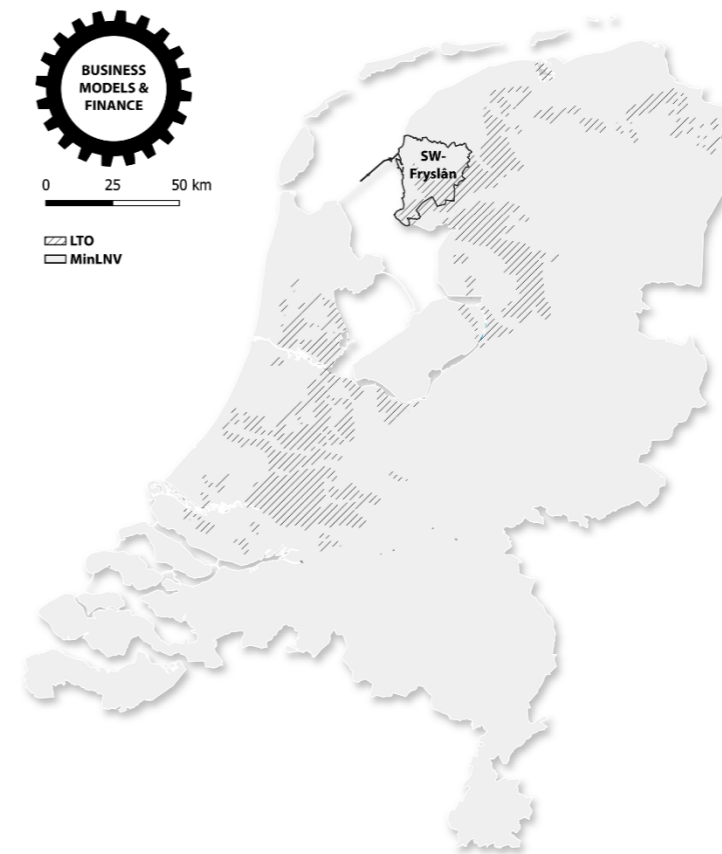 BUSINESS
MODELS &
FINANCE
0 25 50 km
LTO
MinLNV
SW-
Fryslân